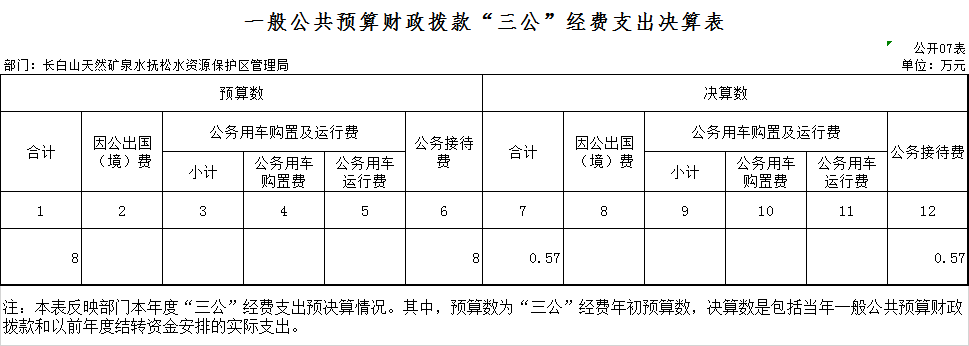 一般公共预算财政拨款“三公”经费支出决算表
公开07表
部门：长白山天然矿泉水抚松水资源保护区管理局
单位：万元
预算数 决算数
合计 因公出国（境）费 公务用车购置及运行费 公务接待费 合计 因公出国（境）费 公务用车购置及运行费 公务接待费
小计 公务用车购置费 公务用车运行费 小计 公务用车购置费 公务用车运行费
1 2 3 4 5 6 7 8 9 10 11 12
8 8 0.57 0.57
注：本表反映部门本年度“三公”经费支出预决算情况。其中，预算数为“三公”经费年初预算数，决算数是包括当年一般公共预算财政
拨款和以前年度结转资金安排的实际支出。